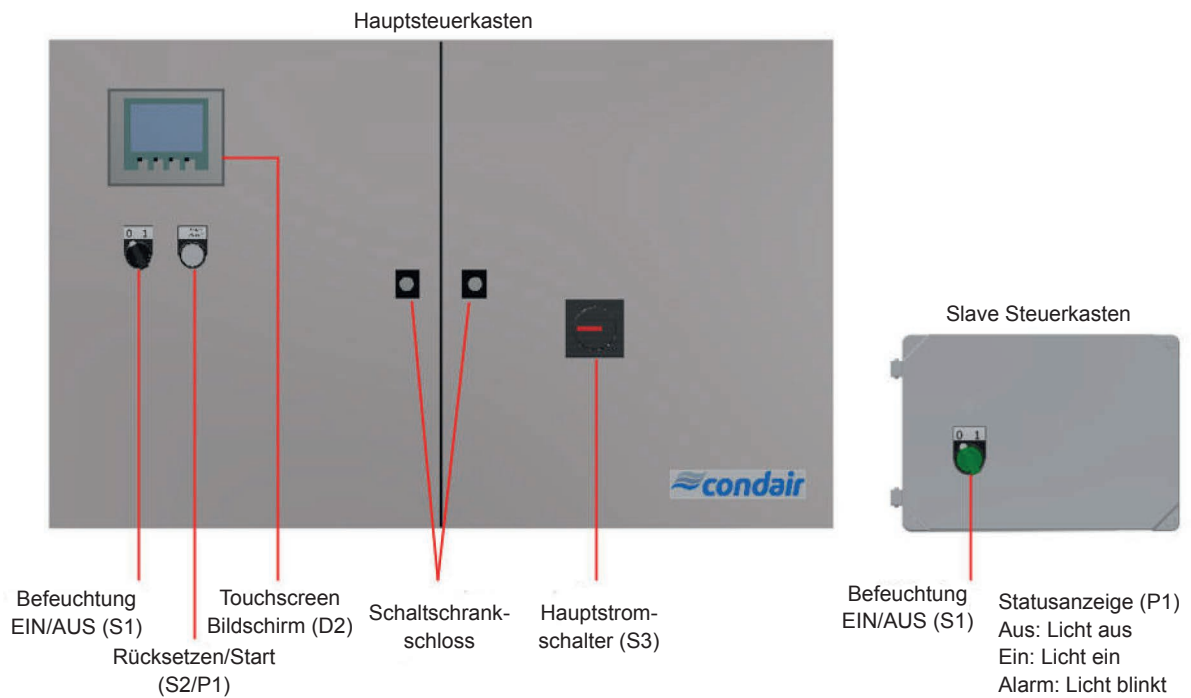 Hauptsteuerkasten
0 1
condair
Befeuchtung
EIN/AUS (S1)
Rücksetzen/Start
(S2/P1)
Touchscreen
Bildschirm (D2)
Schaltschrank-
schloss
Hauptstrom-
schalter (S3)
Slave Steuerkasten
0 1
Befeuchtung
EIN/AUS (S1)
Statusanzeige (P1)
Aus: Licht aus
Ein: Licht ein
Alarm: Licht blinkt